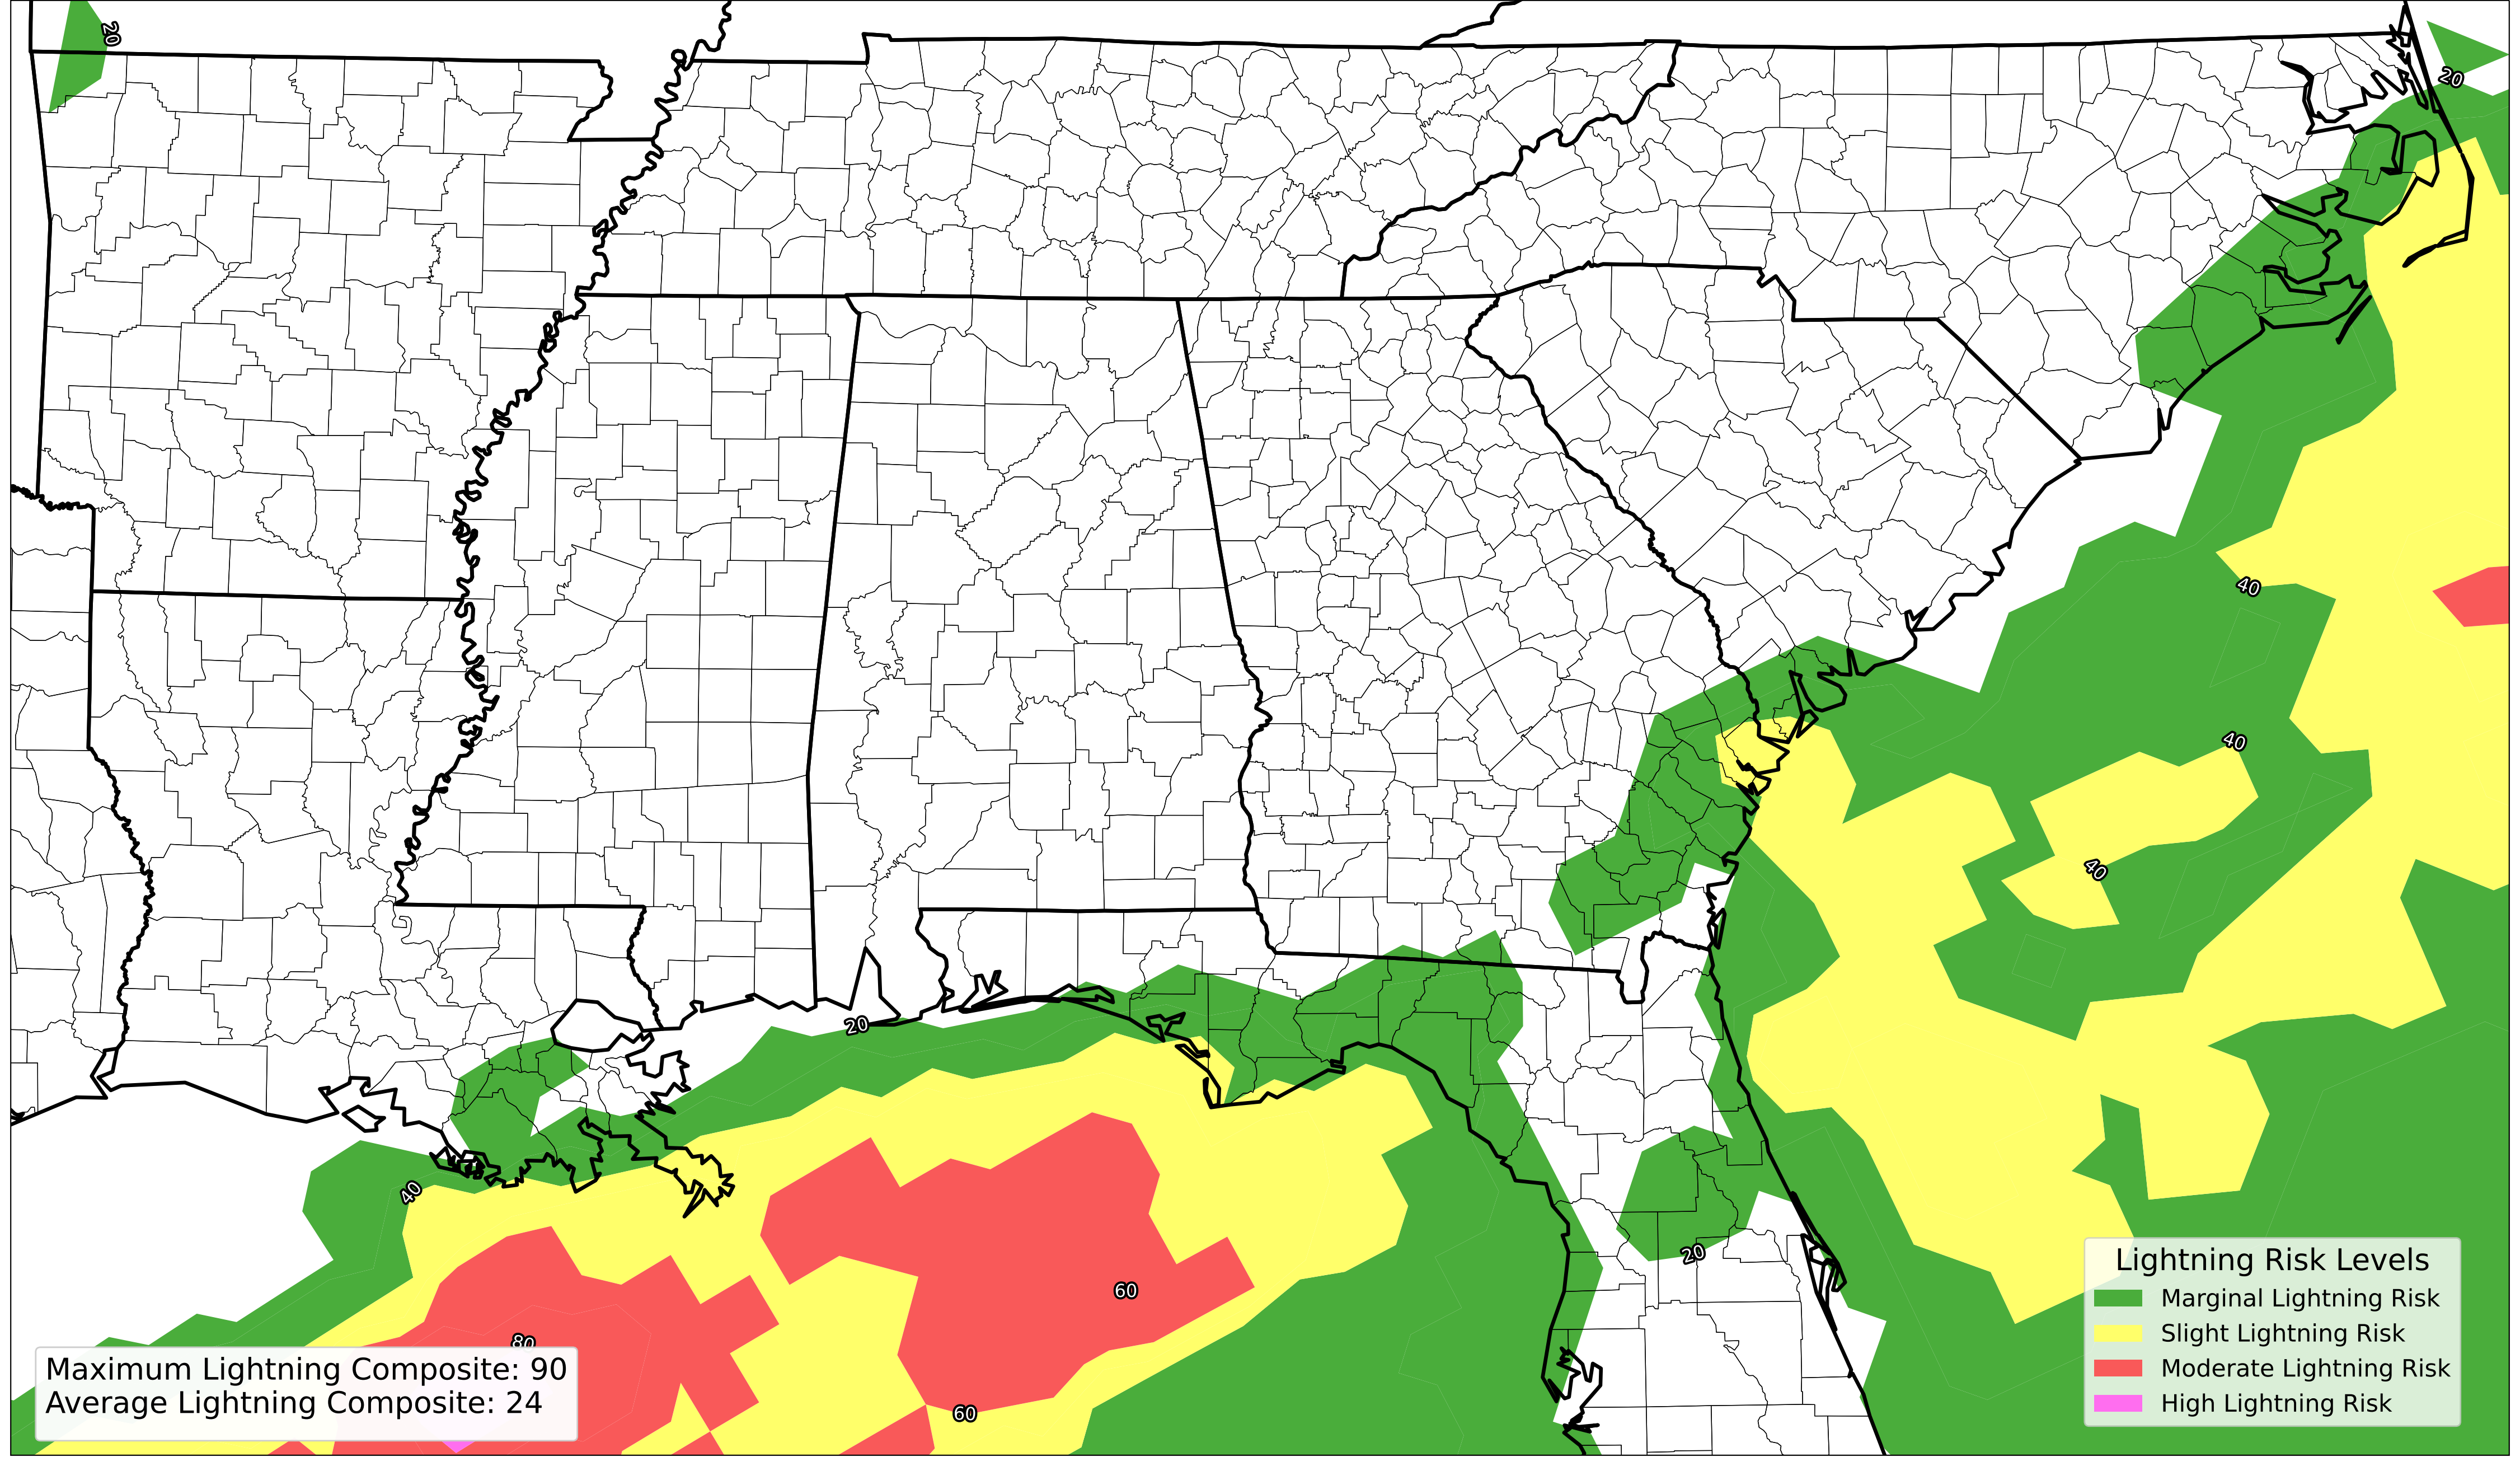 20
20
40
40
40
20
40
20
60
80
60
Maximum Lightning Composite: 90
Average Lightning Composite: 24
Lightning Risk Levels
Marginal Lightning Risk
Slight Lightning Risk
Moderate Lightning Risk
High Lightning Risk